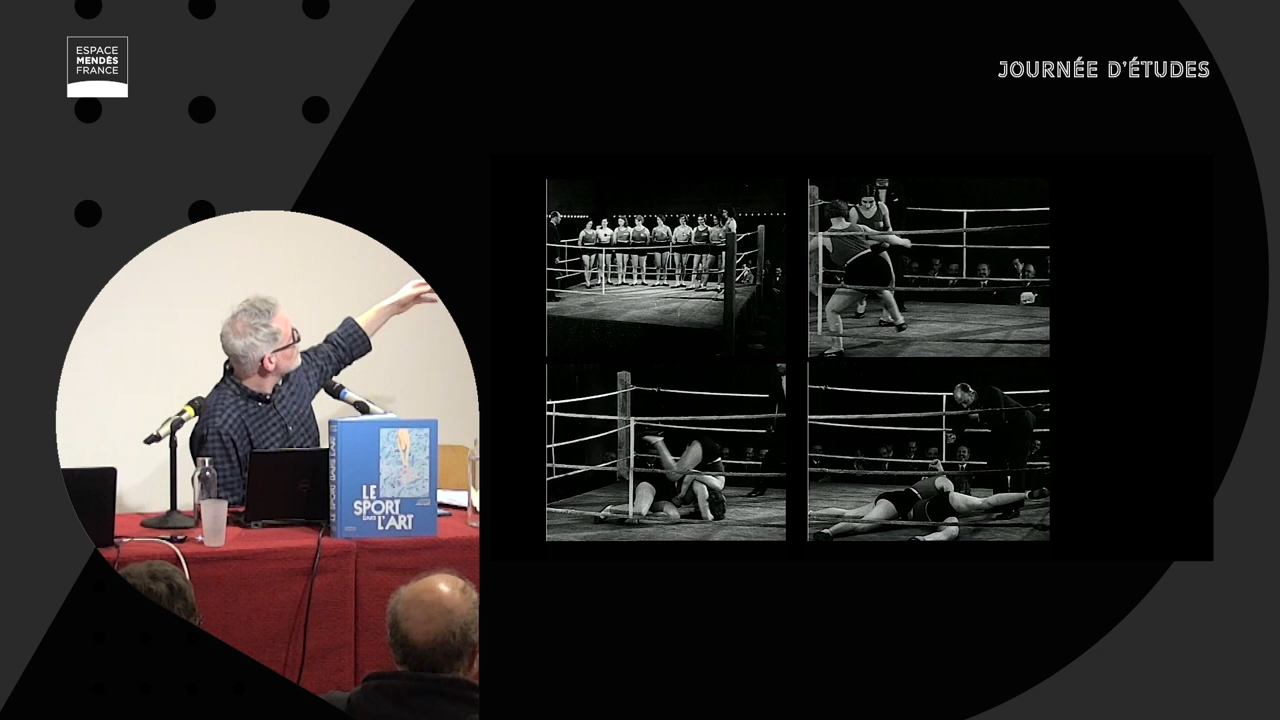 ESPACE
MENDÈS
FRANCE
JOURNÉE D'ÉTUDES
LE
SPORT
DANS
L'ART